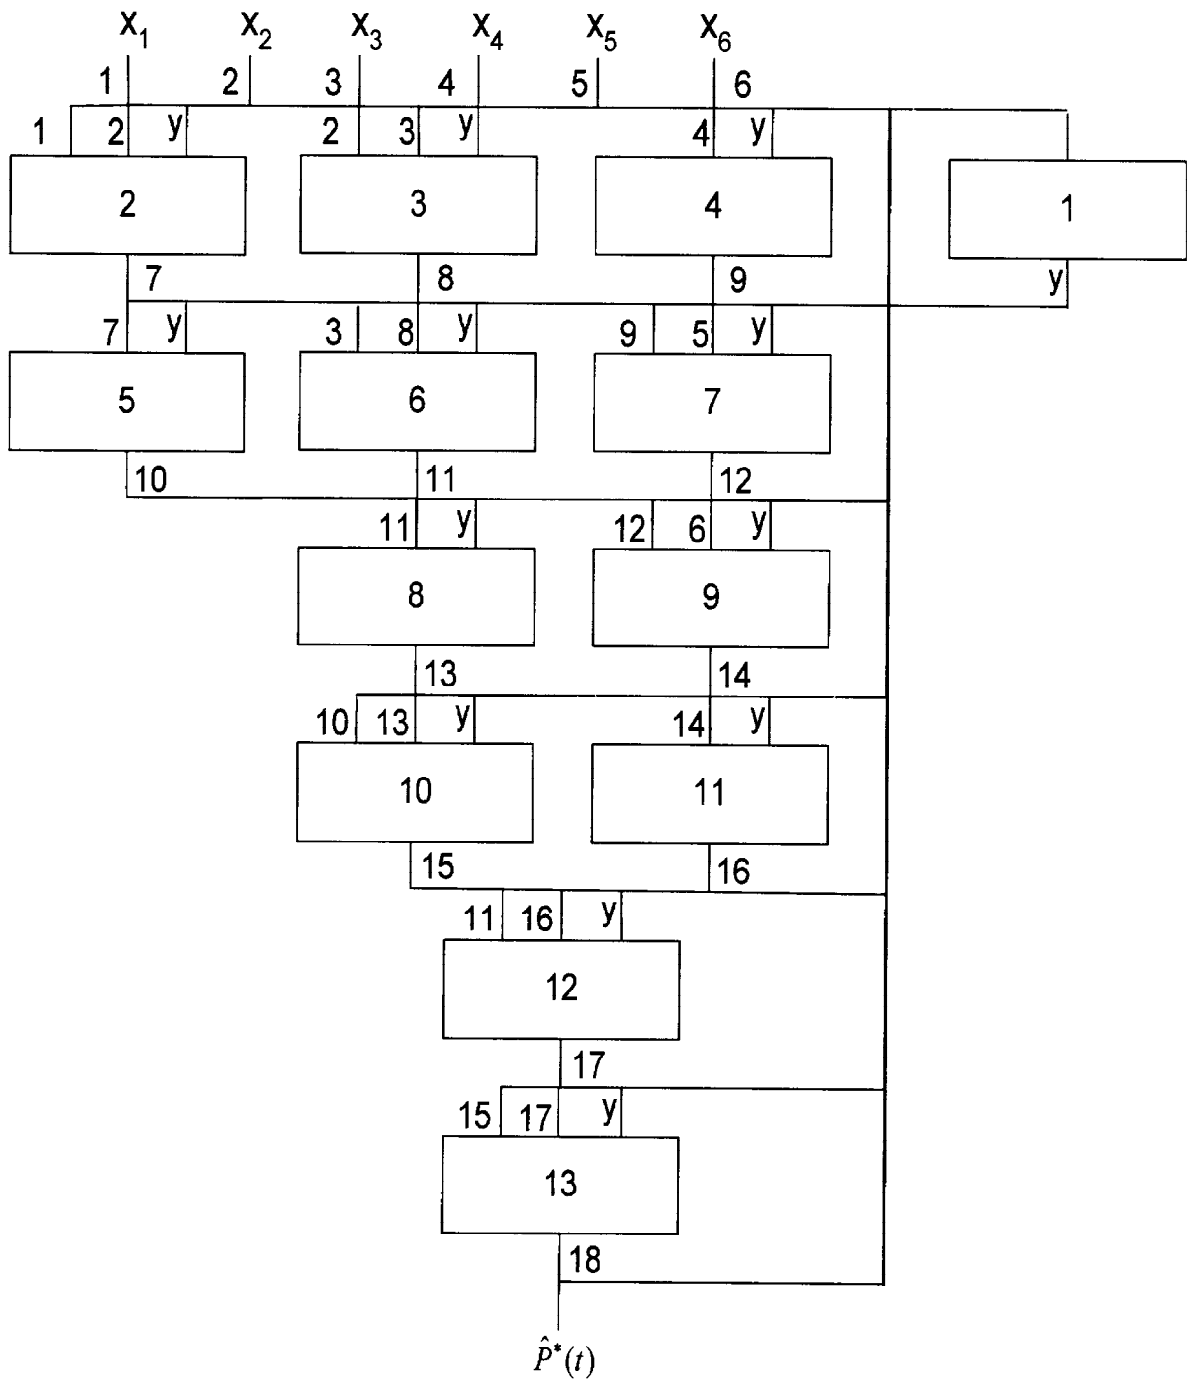 x₁ x₂ x₃ x₄ x₅ x₆
1 2 3 4 5 6
1 2 y 2 3 y 4 y
2 3 4 1
7 8 9 y
7 y 3 8 y 9 5 y
5 6 7
10 11 12
11 y 12 6 y
8 9
13 14
10 13 y 14 y
10 11
15 16
11 16 y
12
17
15 17 y
13
18
P̂*(t)